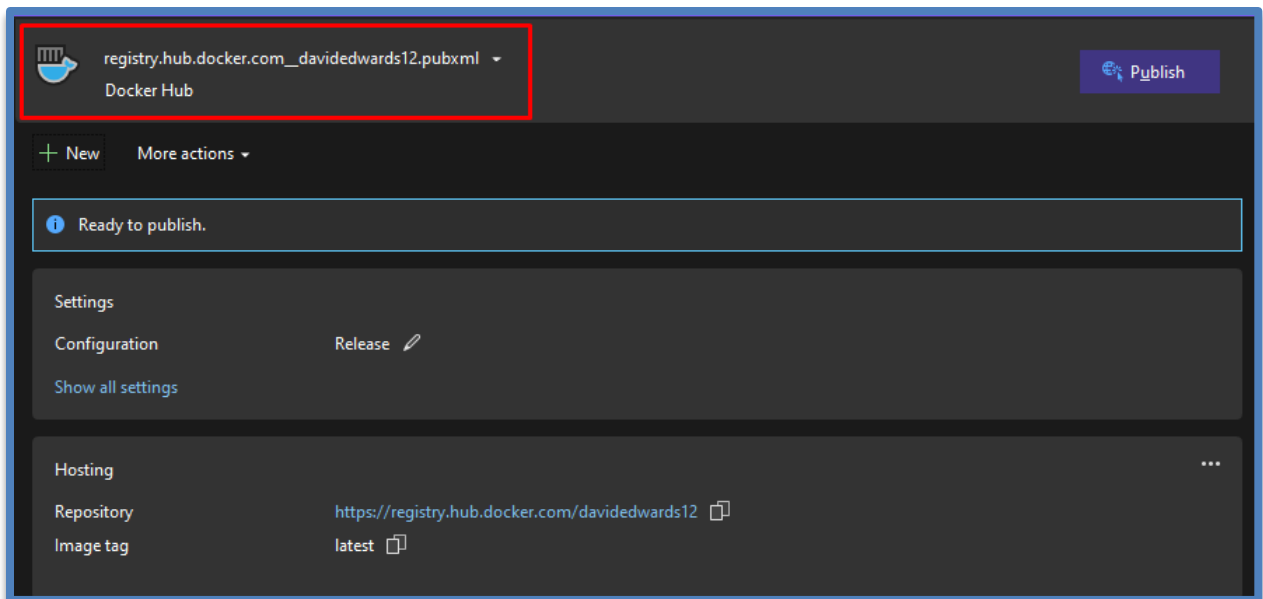 registry.hub.docker.com__davidedwards12.pubxml
Docker Hub
Publish
New
More actions
Ready to publish.
Settings
Configuration Release
Show all settings
Hosting
Repository https://registry.hub.docker.com/davidedwards12
Image tag latest